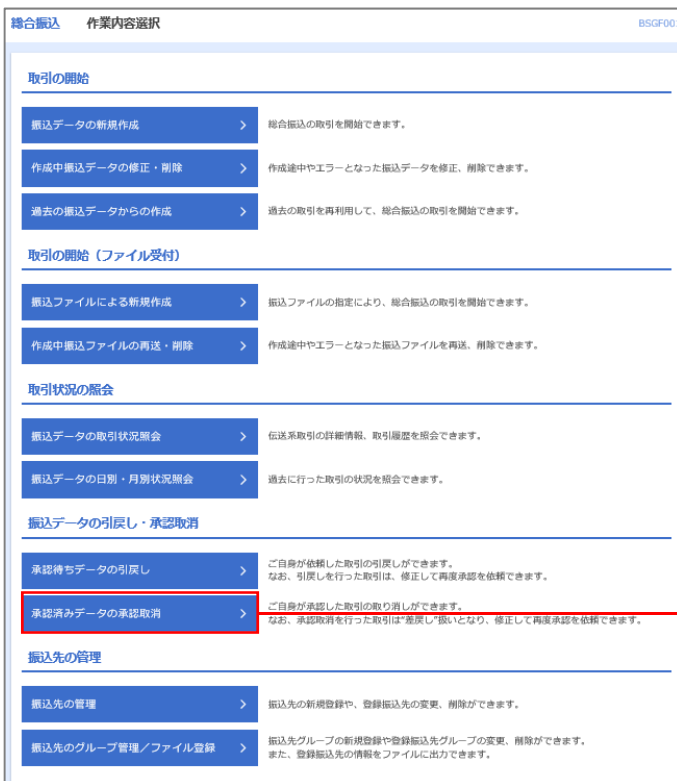 総合振込 作業内容選択 BSGF00
取引の開始
振込データの新規作成 総合振込の取引を開始できます。
作成中振込データの修正・削除 作成途中やエラーとなった振込データを修正、削除できます。
過去の振込データからの作成 過去の取引を再利用して、総合振込の取引を開始できます。
取引の開始（ファイル受付）
振込ファイルによる新規作成 振込ファイルの指定により、総合振込の取引を開始できます。
作成中振込ファイルの再送・削除 作成途中やエラーとなった振込ファイルを再送、削除できます。
取引状況の照会
振込データの取引状況照会 伝送系取引の詳細情報、取引履歴を照会できます。
振込データの日別・月別状況照会 過去に行った取引の状況を照会できます。
振込データの引戻し・承認取消
承認待ちデータの引戻し ご自身が依頼した取引の引戻しができます。
なお、引戻しを行った取引は、修正して再度承認を依頼できます。
承認済みデータの承認取消 ご自身が承認した取引の取り消しができます。
なお、承認取消を行った取引は“差戻し”扱いとなり、修正して再度承認を依頼できます。
振込先の管理
振込先の管理 振込先の新規登録や、登録振込先の変更、削除ができます。
振込先のグループ管理／ファイル登録 振込先グループの新規登録や登録振込先グループの変更、削除ができます。
また、登録振込先の情報をファイルに出力できます。